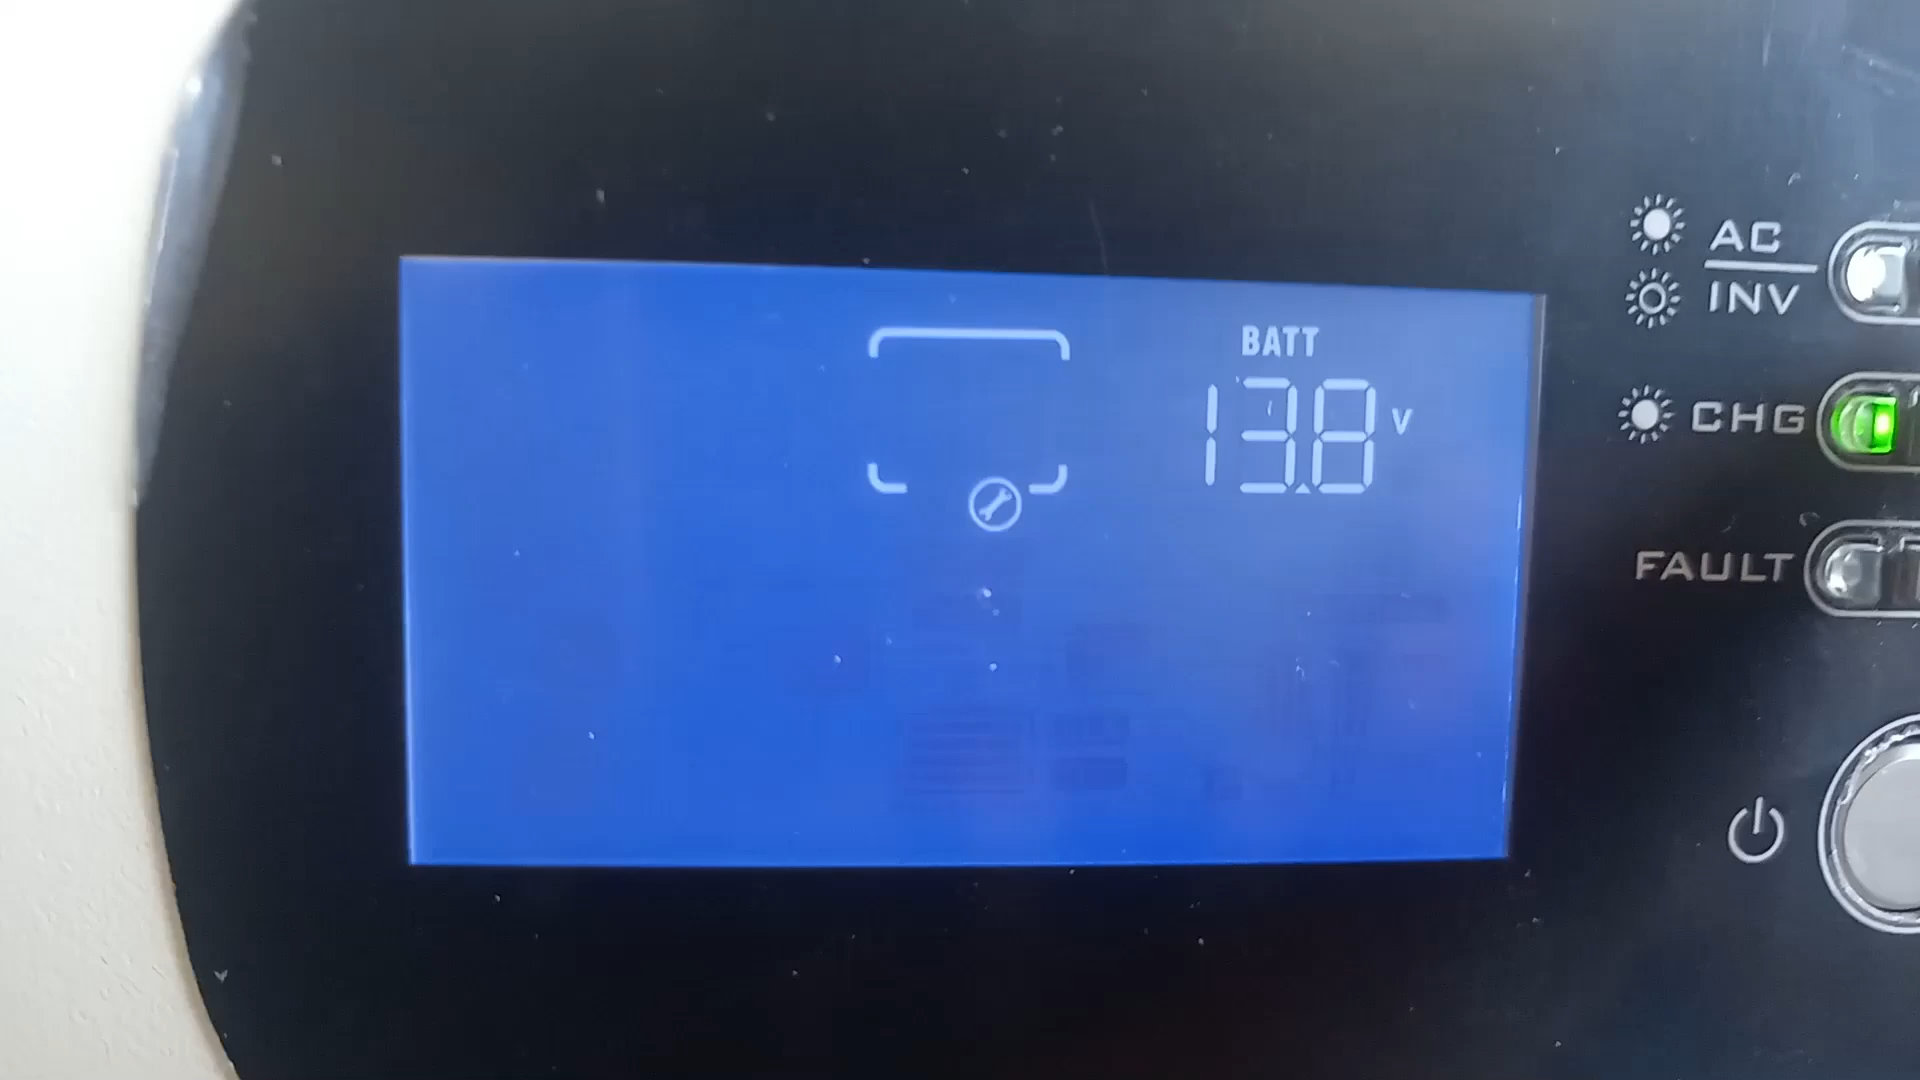 BATT
13.8 V
AC
INV
CHG
FAULT